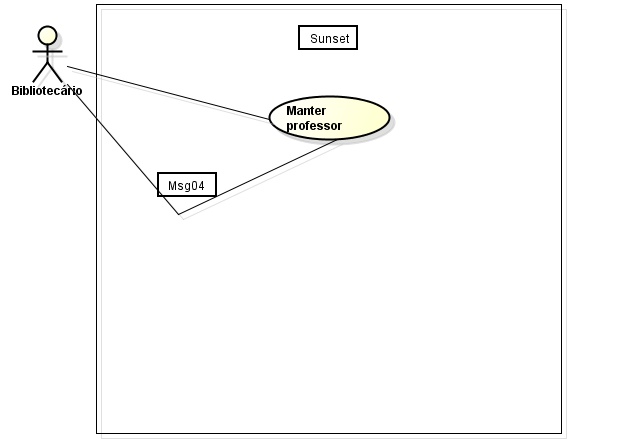 Sunset
Bibliotecário
Manter
professor
Msg04